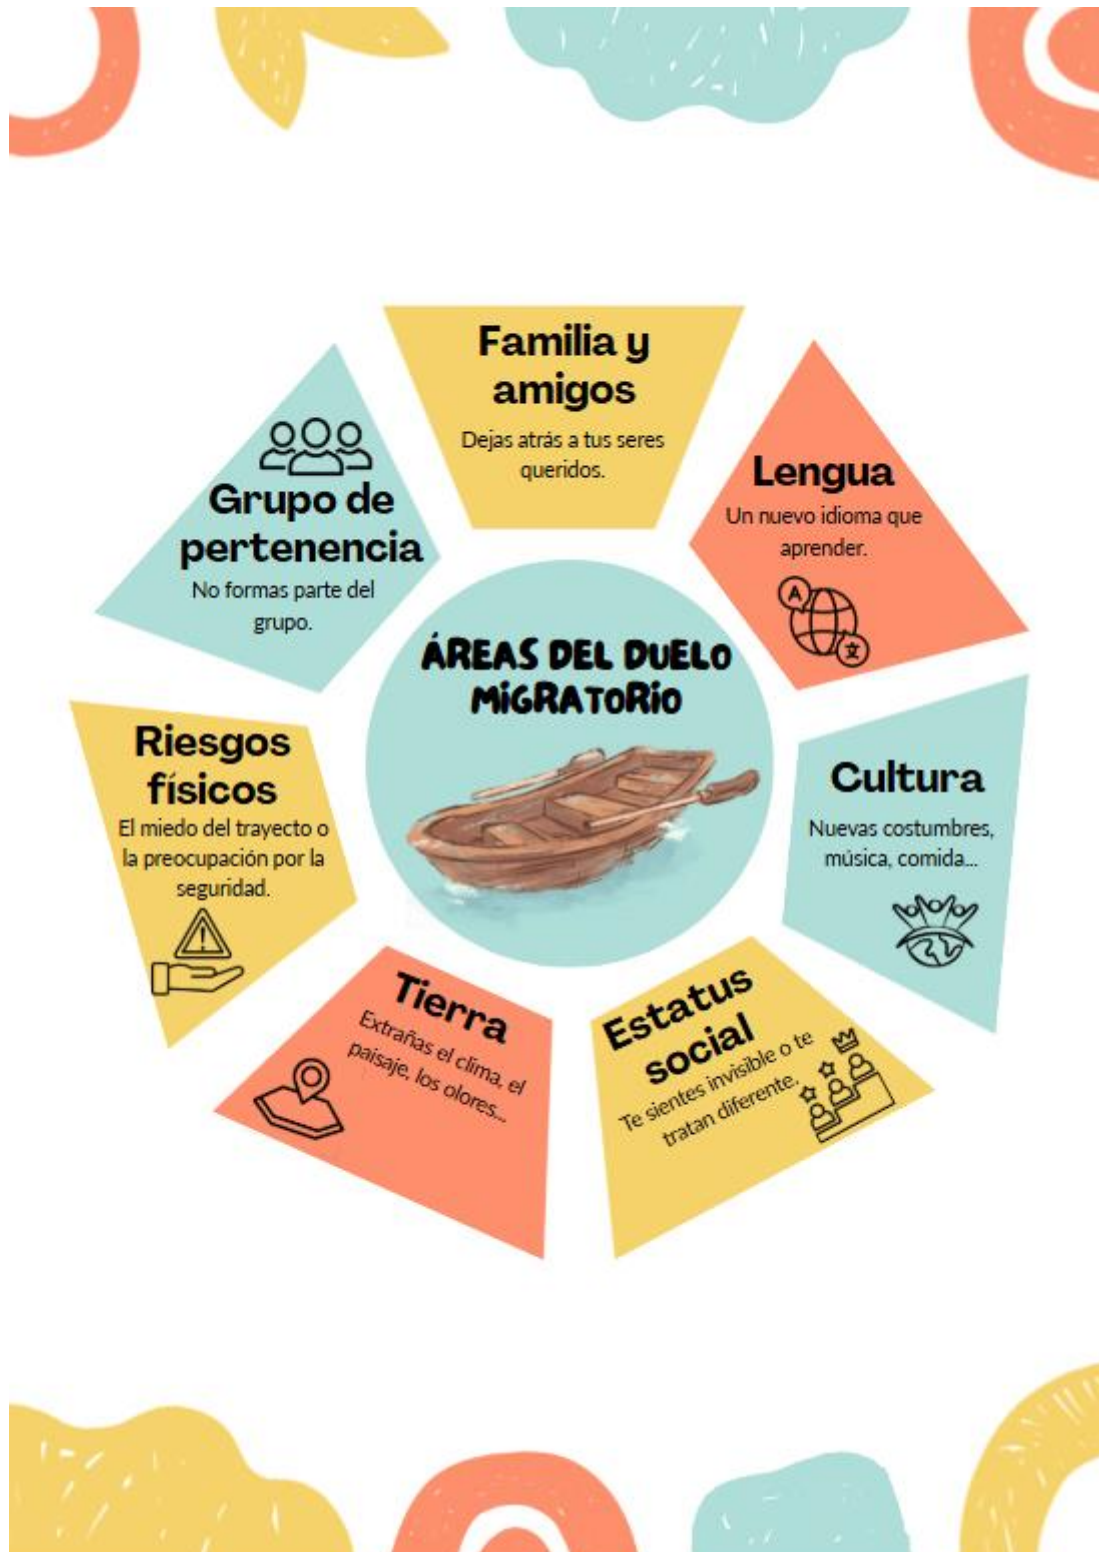 Familia y
amigos
Dejas atrás a tus seres
queridos.
Lengua
Un nuevo idioma que
aprender.
A
文
Cultura
Nuevas costumbres,
música, comida...
Estatus
social
Te sientes invisible o te
tratan diferente.
Tierra
Extrañas el clima, el
paisaje, los olores...
Riesgos
físicos
El miedo del trayecto o
la preocupación por la
seguridad.
Grupo de
pertenencia
No formas parte del
grupo.
ÁREAS DEL DUELO
MiGRATORiO